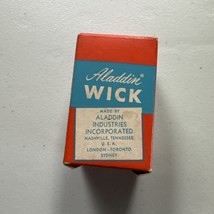 Aladdin®
WICK
MADE BY
ALADDIN
INDUSTRIES
INCORPORATED
NASHVILLE, TENNESSEE,
U. S. A.
LONDON - TORONTO
SYDNEY